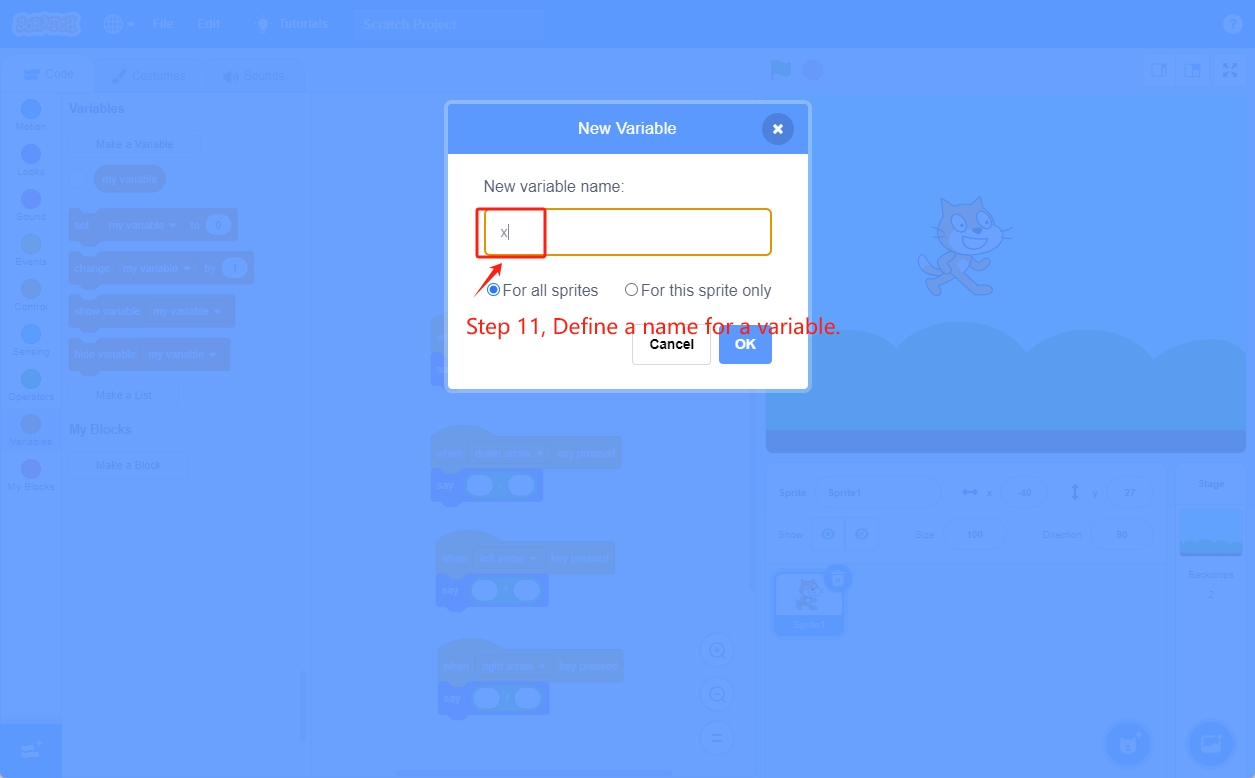 SCRATCH
File
Edit
Tutorials
Scratch Project
?
Code
Costumes
Sounds
Motion
Looks
Sound
Events
Control
Sensing
Operators
Variables
My Blocks
Variables
Make a Variable
my variable
set my variable to 0
change my variable by 1
show variable my variable
hide variable my variable
Make a List
My Blocks
Make a Block
New Variable
New variable name:
x
For all sprites
For this sprite only
Step 11, Define a name for a variable.
Cancel
OK
when down arrow key pressed
say
when left arrow key pressed
say
when right arrow key pressed
say
Sprite Sprite1 x -40 y 27
Show Size 100 Direction 90
Sprite1
Stage
Backdrops
2